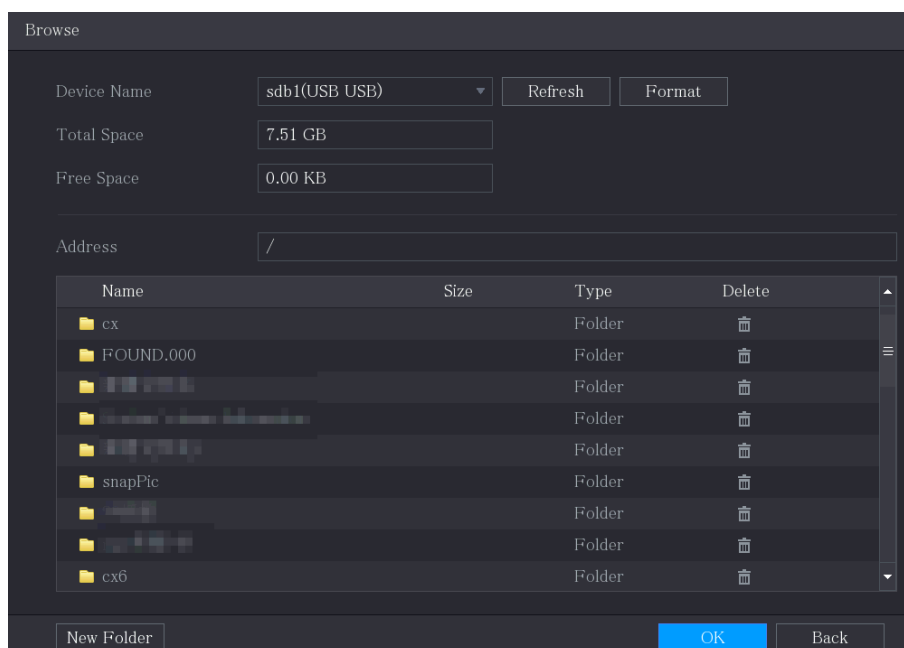 Browse
Device Name sdb1(USB USB) Refresh Format
Total Space 7.51 GB
Free Space 0.00 KB
Address /
Name Size Type Delete
cx Folder
FOUND.000 Folder
Folder
Folder
Folder
snapPic Folder
Folder
Folder
cx6 Folder
New Folder OK Back